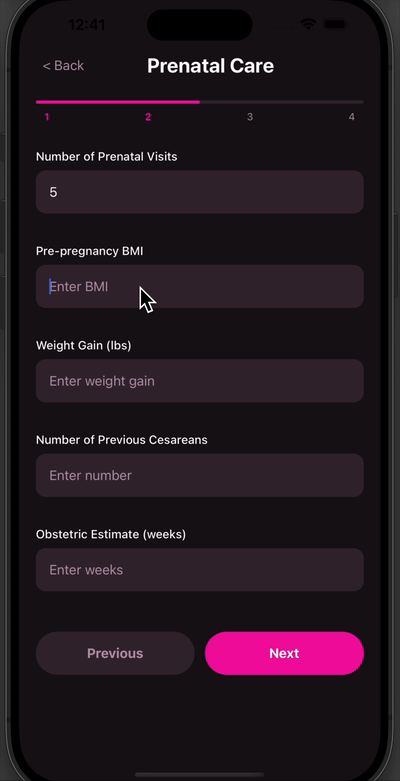 12:41
< Back
Prenatal Care
1 2 3 4
Number of Prenatal Visits
5
Pre-pregnancy BMI
Enter BMI
Weight Gain (lbs)
Enter weight gain
Number of Previous Cesareans
Enter number
Obstetric Estimate (weeks)
Enter weeks
Previous Next